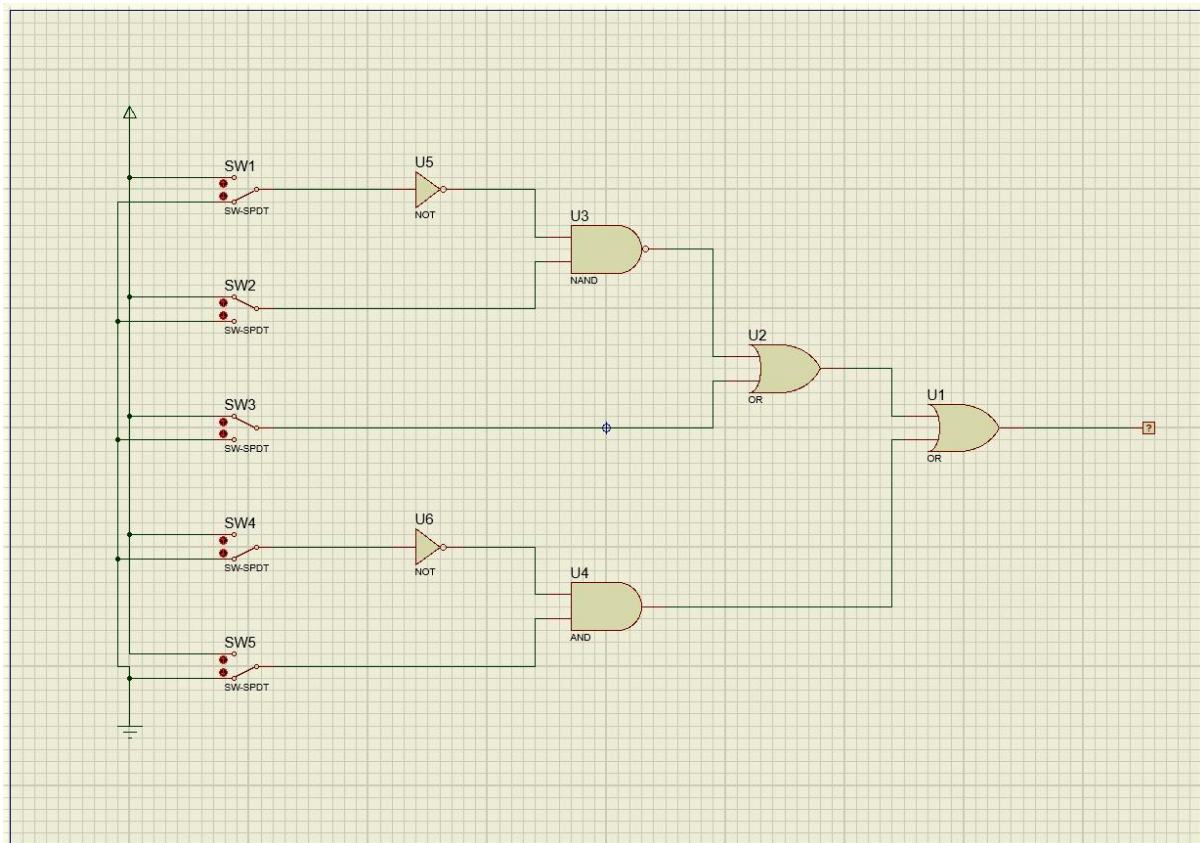 SW1
SW-SPDT
U5
NOT
U3
NAND
SW2
SW-SPDT
U2
OR
SW3
SW-SPDT
U1
OR
?
SW4
SW-SPDT
U6
NOT
U4
AND
SW5
SW-SPDT